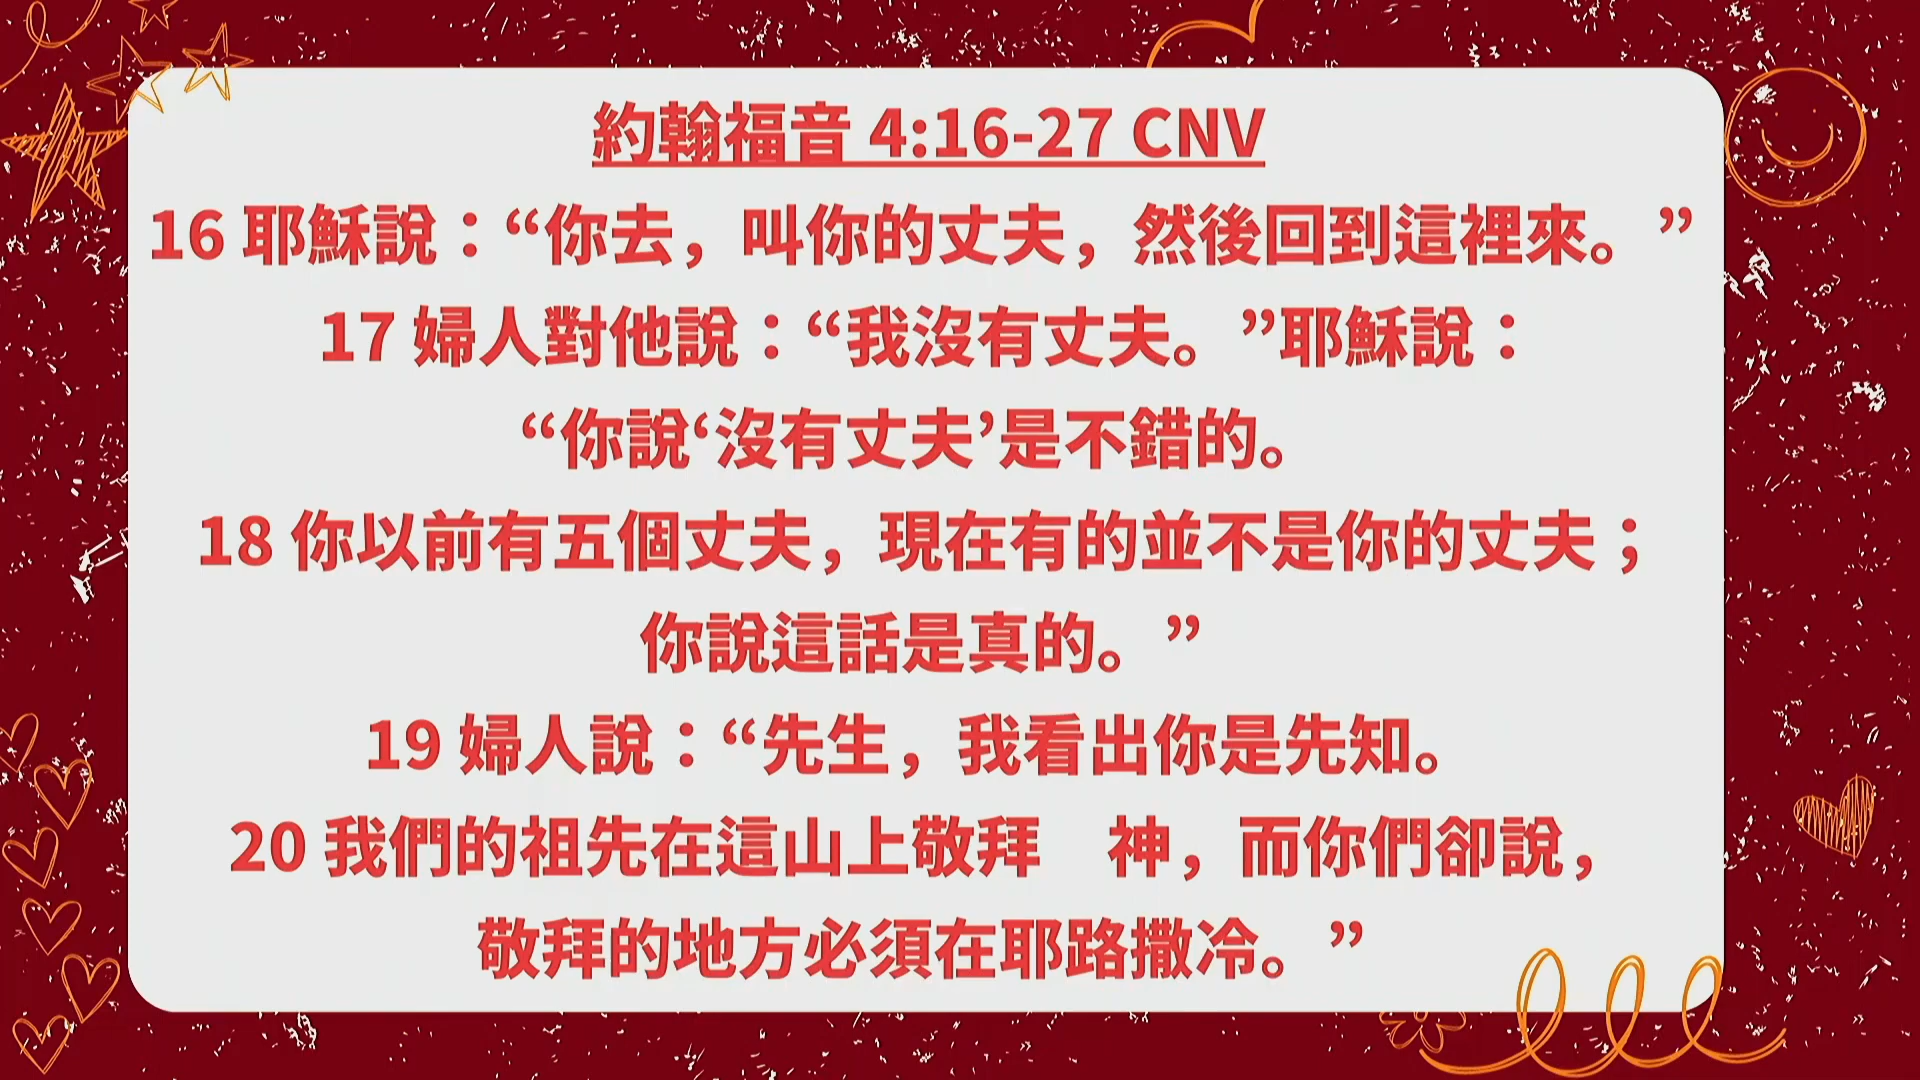 約翰福音 4:16-27 CNV
16 耶穌說：“你去，叫你的丈夫，然後回到這裡來。”
17 婦人對他說：“我沒有丈夫。”耶穌說：
“你說‘沒有丈夫’是不錯的。
18 你以前有五個丈夫，現在有的並不是你的丈夫；
你說這話是真的。”
19 婦人說：“先生，我看出你是先知。
20 我們的祖先在這山上敬拜　神，而你們卻說，
敬拜的地方必須在耶路撒冷。”